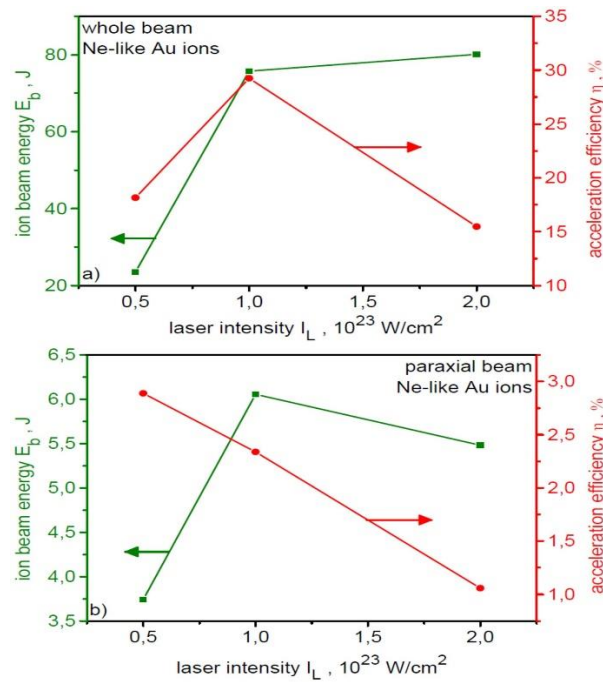 whole beam
Ne-like Au ions
ion beam energy E_b , J
80
60
40
20
a)
0,5
1,0
1,5
2,0
laser intensity I_L , 10^23 W/cm²
35
30
25
20
15
10
acceleration efficiency η , %
paraxial beam
Ne-like Au ions
ion beam energy E_b , J
6,5
6,0
5,5
5,0
4,5
4,0
3,5
b)
0,5
1,0
1,5
2,0
laser intensity I_L , 10^23 W/cm²
3,0
2,5
2,0
1,5
1,0
acceleration efficiency η , %